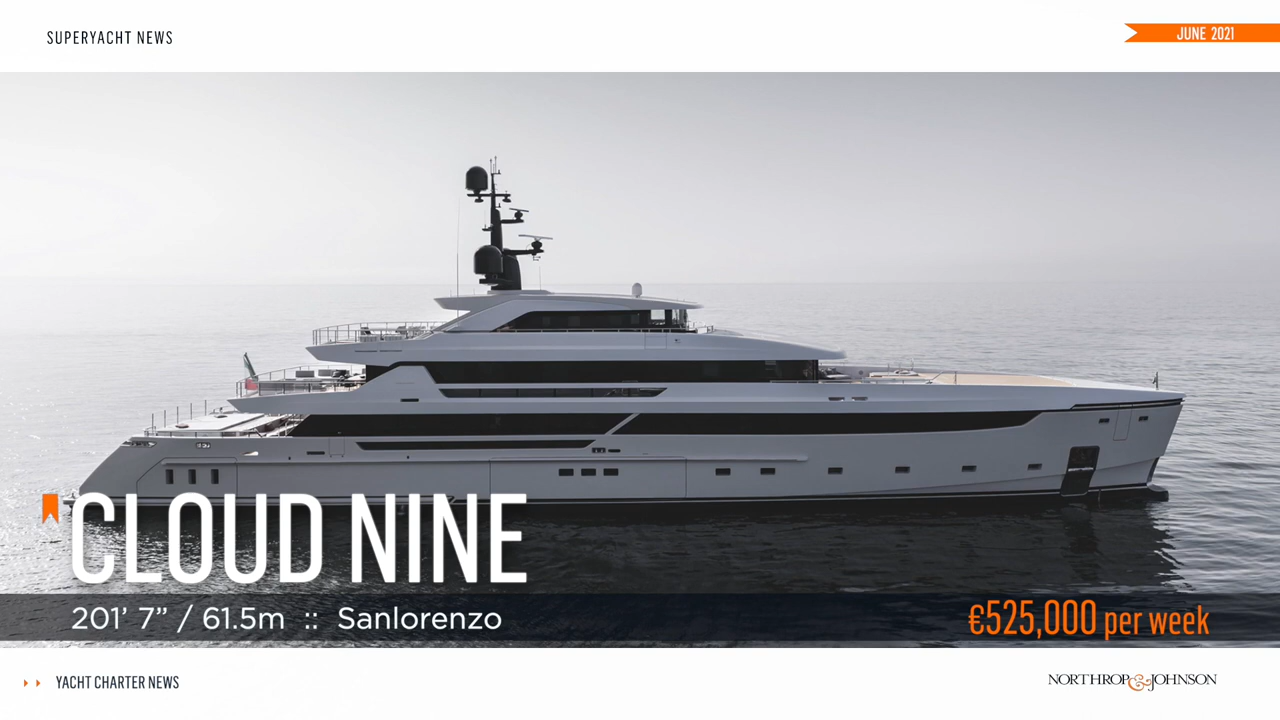 SUPERYACHT NEWS
JUNE 2021
CLOUD NINE
201’ 7” / 61.5m :: Sanlorenzo
€525,000 per week
YACHT CHARTER NEWS
NORTHROP & JOHNSON